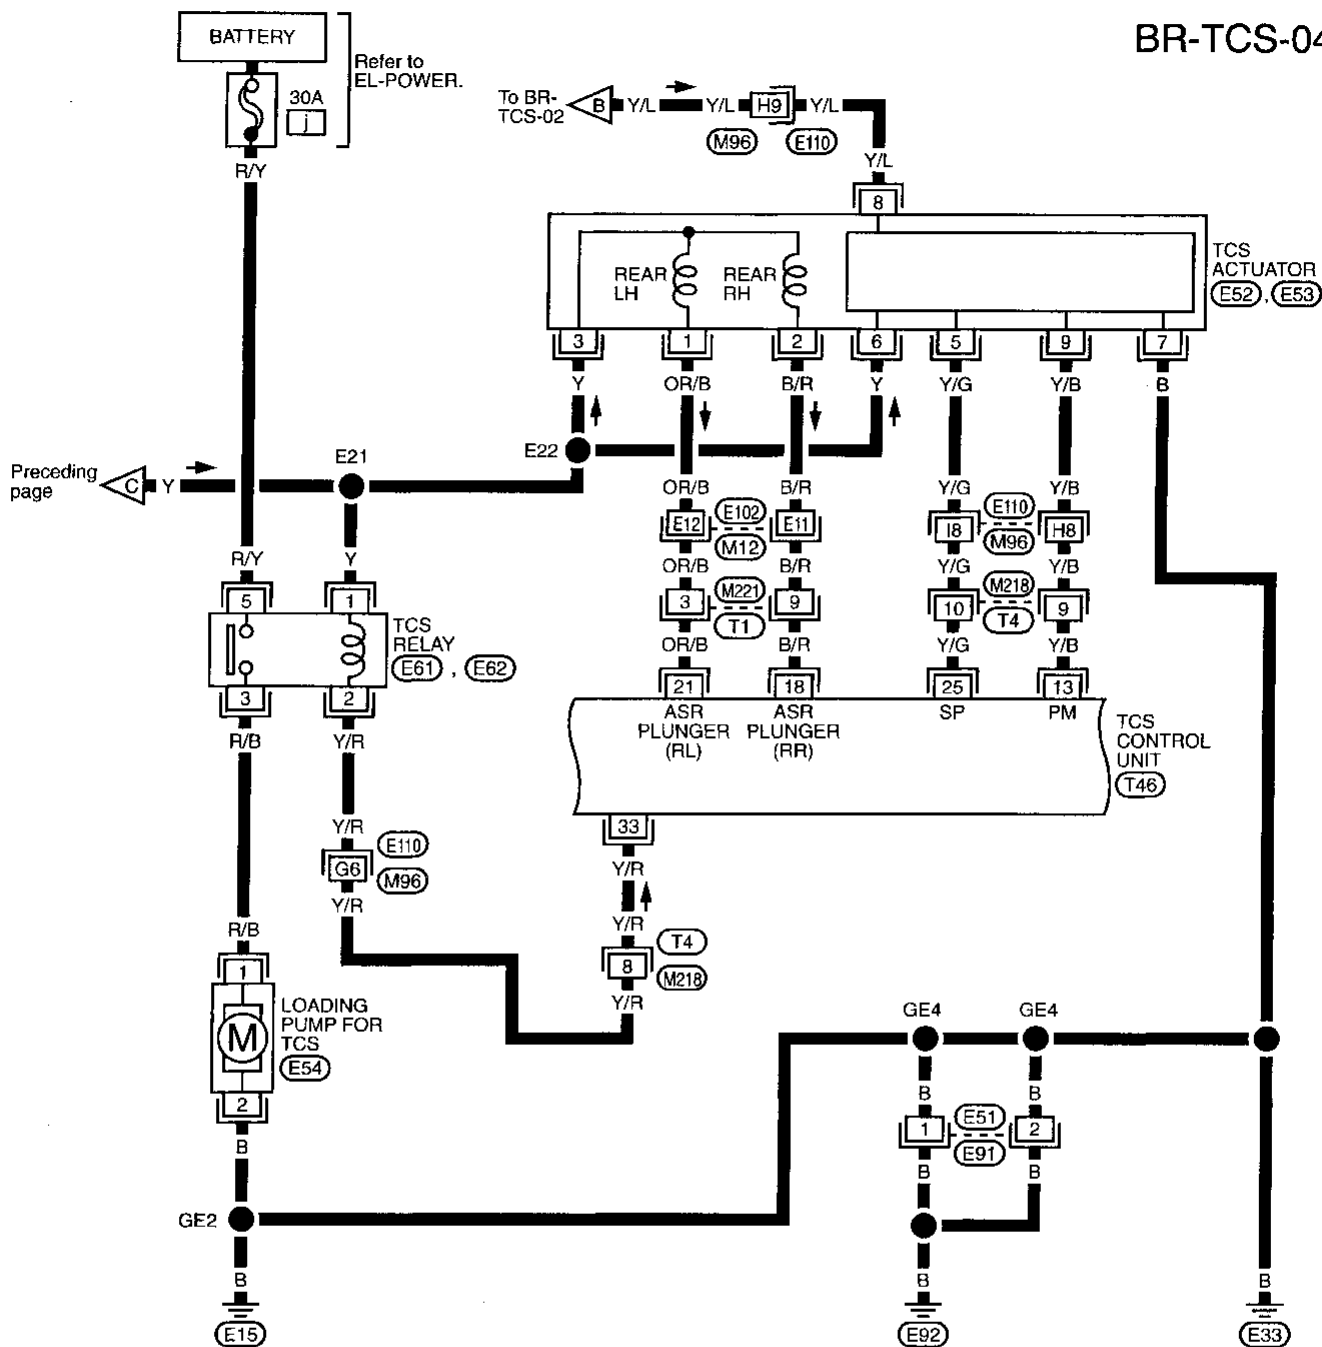 BR-TCS-04
BATTERY
Refer to
EL-POWER.
30A
j
R/Y
To BR-
TCS-02
B
Y/L
Y/L
H9
Y/L
M96
E110
Y/L
8
REAR
LH
REAR
RH
TCS
ACTUATOR
E52 , E53
3
1
2
6
5
9
7
Y
OR/B
B/R
Y
Y/G
Y/B
B
E22
E21
Preceding
page
C
Y
OR/B
B/R
Y/G
Y/B
E12
E102
E11
I8
E110
H8
M12
M96
OR/B
B/R
Y/G
Y/B
R/Y
Y
3
M221
9
10
M218
9
T1
T4
OR/B
B/R
Y/G
Y/B
5
1
TCS
RELAY
E61 , E62
3
2
21
18
25
13
ASR
PLUNGER
(RL)
ASR
PLUNGER
(RR)
SP
PM
TCS
CONTROL
UNIT
T46
R/B
Y/R
33
Y/R
Y/R
G6
E110
M96
Y/R
Y/R
T4
8
M218
Y/R
R/B
1
M
LOADING
PUMP FOR
TCS
E54
2
B
GE4
GE4
B
B
1
E51
2
E91
B
B
GE2
B
B
B
E15
E92
E33